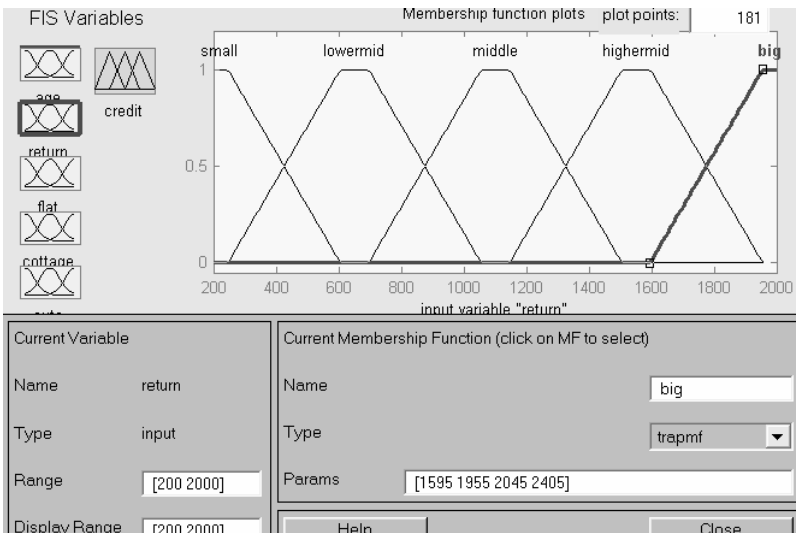 FIS Variables
Membership function plots plot points: 181
age
return
flat
cottage
credit
small lowermid middle highermid big
1
0.5
0
200 400 600 800 1000 1200 1400 1600 1800 2000
input variable "return"
Current Variable
Name return
Type input
Range [200 2000]
Display Range [200 2000]
Current Membership Function (click on MF to select)
Name big
Type trapmf
Params [1595 1955 2045 2405]
Help Close